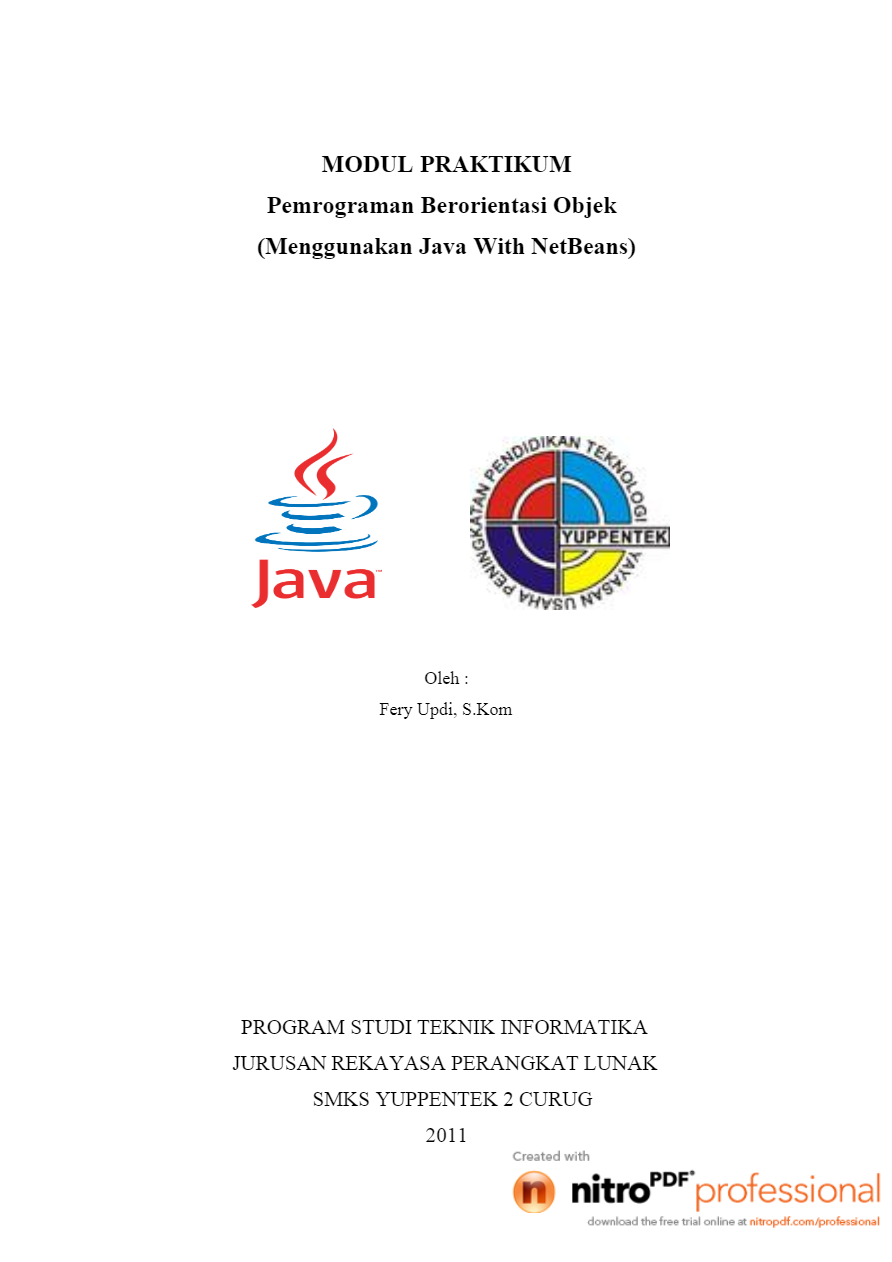 MODUL PRAKTIKUM
Pemrograman Berorientasi Objek
(Menggunakan Java With NetBeans)
Java™
YAYASAN USAHA PENINGKATAN PENDIDIKAN TEKNOLOGI
YUPPENTEK
Oleh :
Fery Updi, S.Kom
PROGRAM STUDI TEKNIK INFORMATIKA
JURUSAN REKAYASA PERANGKAT LUNAK
SMKS YUPPENTEK 2 CURUG
2011
Created with
n nitroPDF® professional
download the free trial online at nitropdf.com/professional